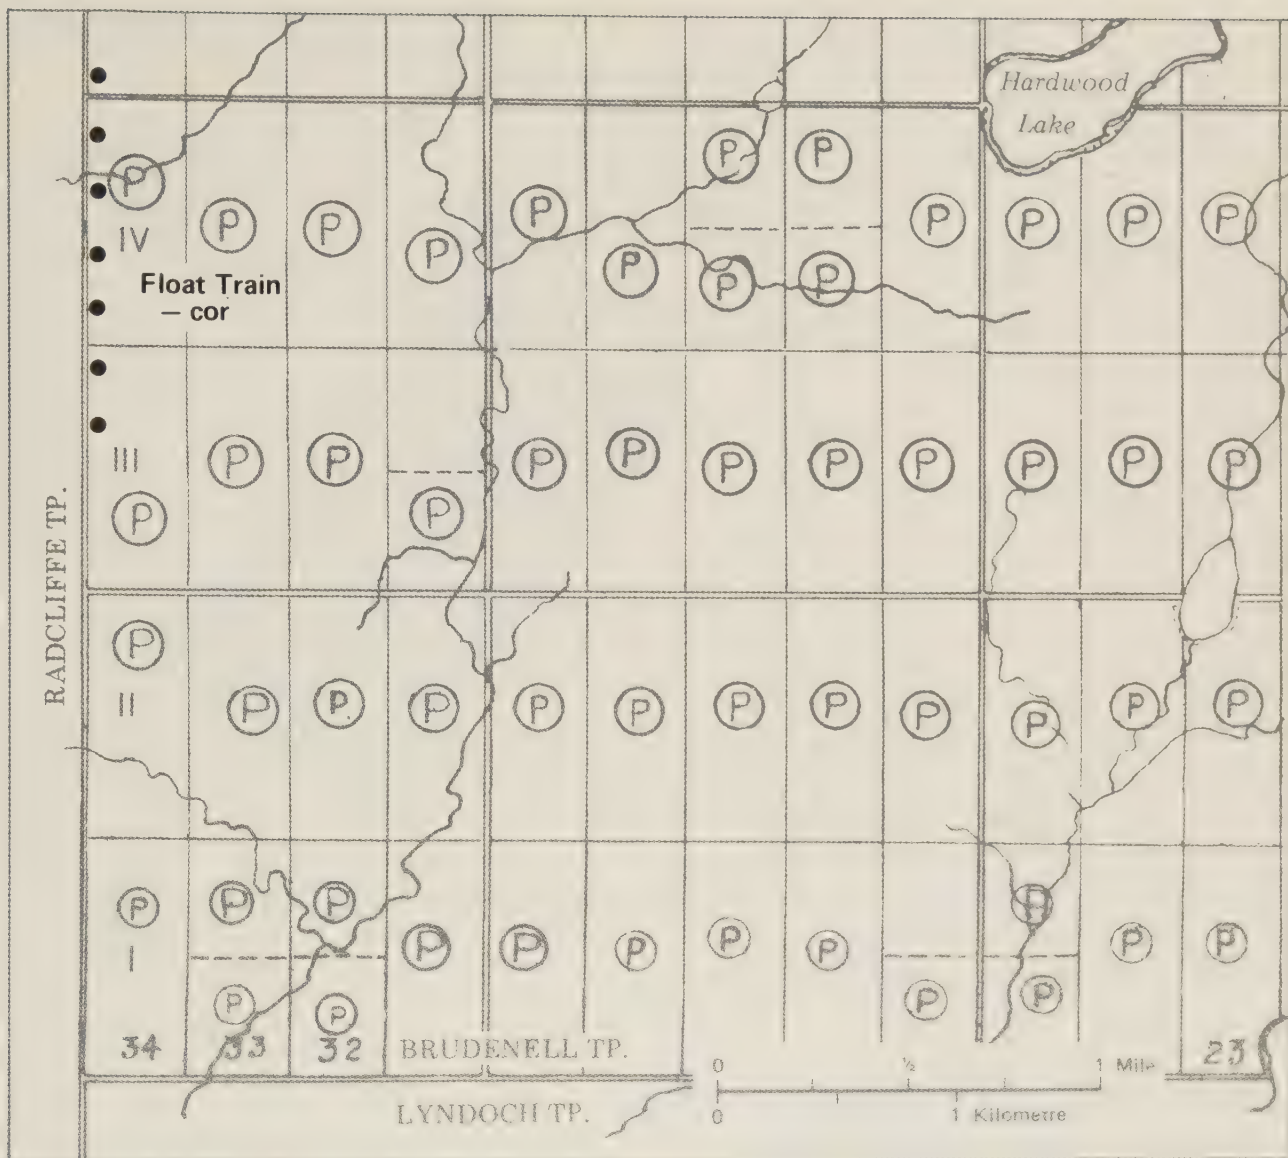 Hardwood
Lake
P P
P P P P P P P P
IV
P P P P
Float Train
— cor
P P P P P P P P P P
III
P P
RADCLIFFE TP.
P
II
P P P P P P P P P P P
P P P P
P P P P P P P
I
P P P P
34 33 32 BRUDENELL TP. 23
0 ½ 1 Mile
LYNDOCH TP.
0 1 Kilometre